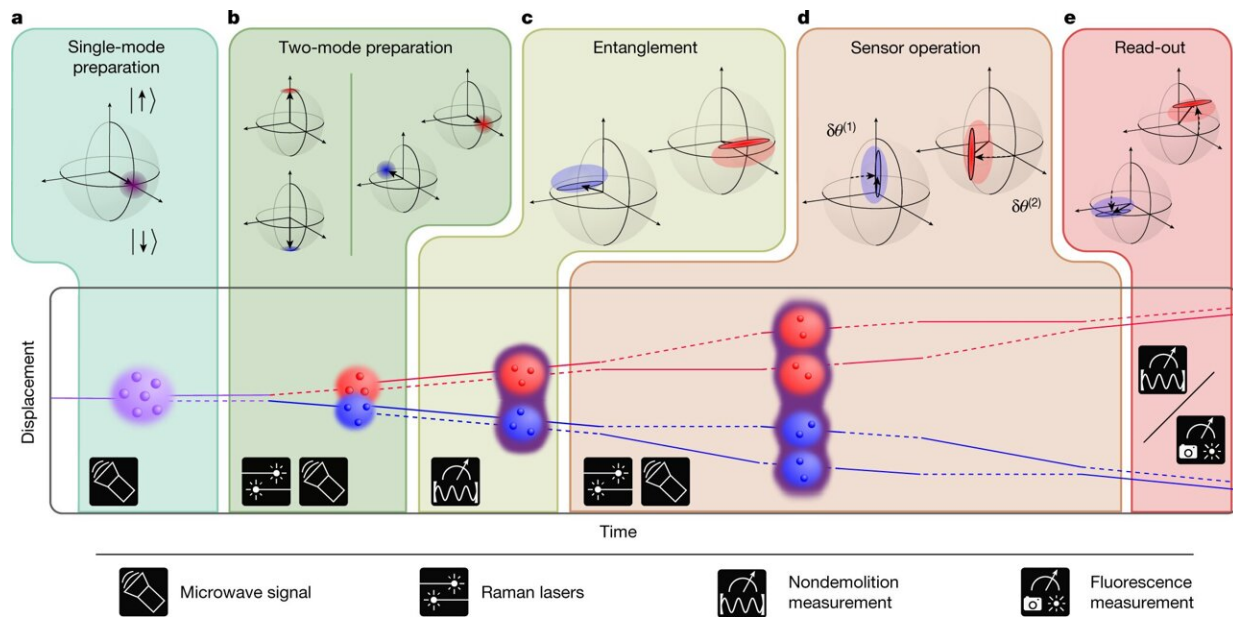 a
b
c
d
e
Single-mode
preparation
Two-mode preparation
Entanglement
Sensor operation
Read-out
|↑⟩
|↓⟩
δθ(1)
δθ(2)
Displacement
Time
Microwave signal
Raman lasers
Nondemolition
measurement
Fluorescence
measurement